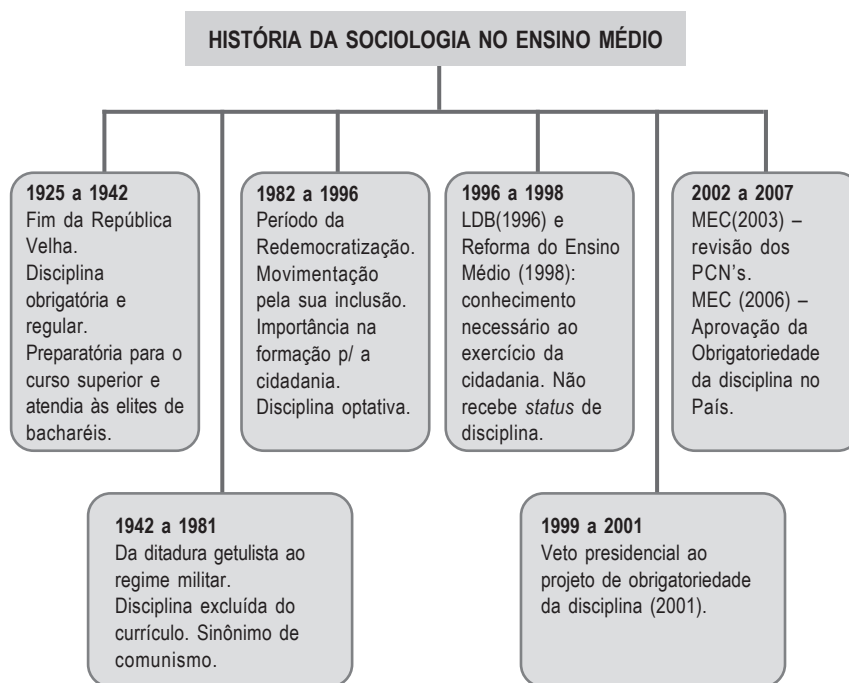 HISTÓRIA DA SOCIOLOGIA NO ENSINO MÉDIO
1925 a 1942
Fim da República
Velha.
Disciplina
obrigatória e
regular.
Preparatória para o
curso superior e
atendia às elites de
bacharéis.
1942 a 1981
Da ditadura getulista ao
regime militar.
Disciplina excluída do
currículo. Sinônimo de
comunismo.
1982 a 1996
Período da
Redemocratização.
Movimentação
pela sua inclusão.
Importância na
formação p/ a
cidadania.
Disciplina optativa.
1996 a 1998
LDB(1996) e
Reforma do Ensino
Médio (1998):
conhecimento
necessário ao
exercício da
cidadania. Não
recebe status de
disciplina.
1999 a 2001
Veto presidencial ao
projeto de obrigatoriedade
da disciplina (2001).
2002 a 2007
MEC(2003) –
revisão dos
PCN's.
MEC (2006) –
Aprovação da
Obrigatoriedade
da disciplina no
País.